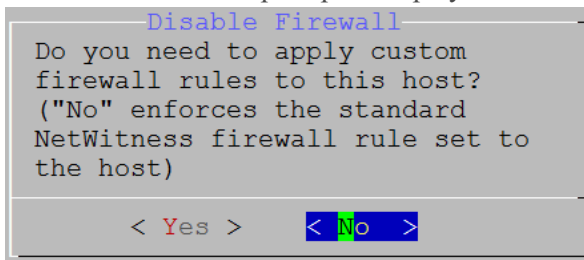 Disable Firewall
Do you need to apply custom
firewall rules to this host?
("No" enforces the standard
NetWitness firewall rule set to
the host)
< Yes > < No >